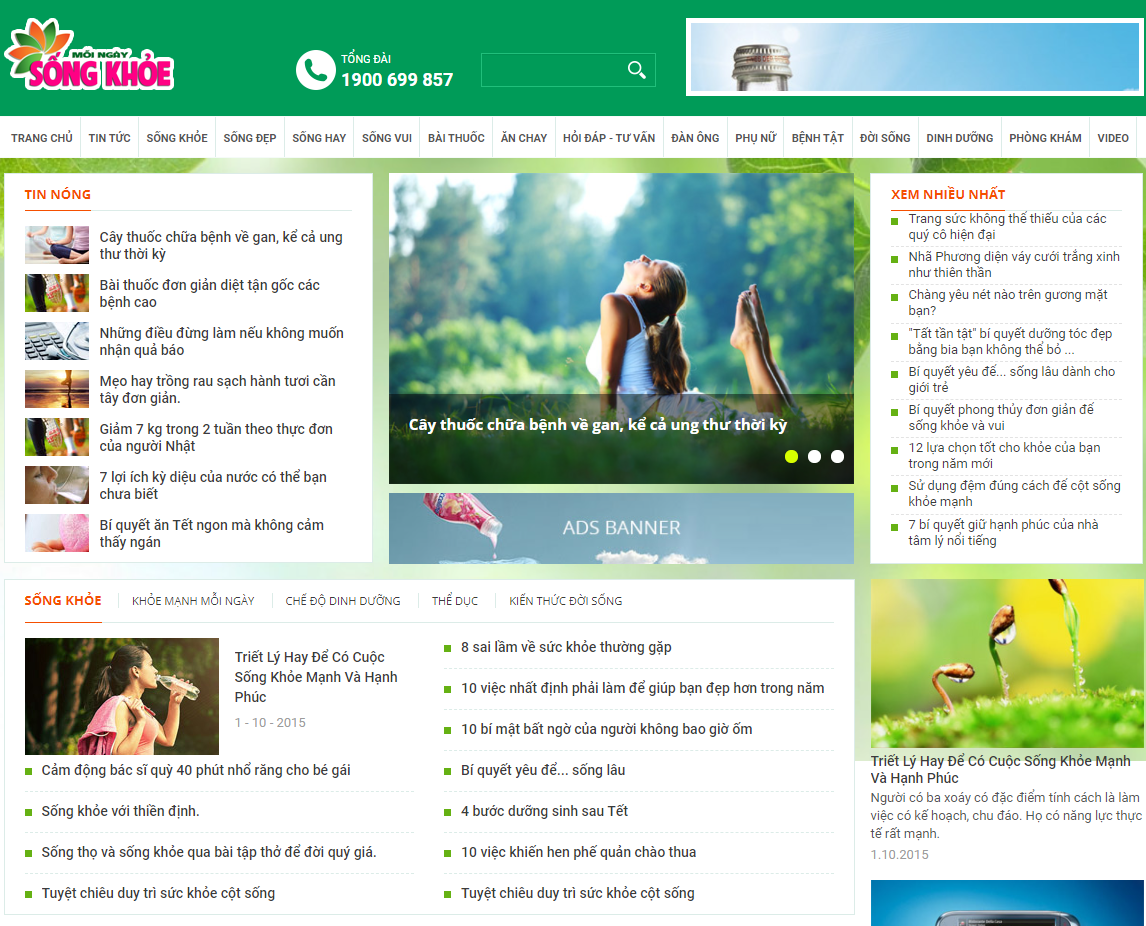 MỖI NGÀY
SỐNG KHỎE
TỔNG ĐÀI
1900 699 857
TRANG CHỦ
TIN TỨC
SỐNG KHỎE
SỐNG ĐẸP
SỐNG HAY
SỐNG VUI
BÀI THUỐC
ĂN CHAY
HỎI ĐÁP - TƯ VẤN
ĐÀN ÔNG
PHỤ NỮ
BỆNH TẬT
ĐỜI SỐNG
DINH DƯỠNG
PHÒNG KHÁM
VIDEO
TIN NÓNG
Cây thuốc chữa bệnh về gan, kể cả ung
thư thời kỳ
Bài thuốc đơn giản diệt tận gốc các
bệnh cao
Những điều đừng làm nếu không muốn
nhận quả báo
Mẹo hay trồng rau sạch hành tươi cần
tây đơn giản.
Giảm 7 kg trong 2 tuần theo thực đơn
của người Nhật
7 lợi ích kỳ diệu của nước có thể bạn
chưa biết
Bí quyết ăn Tết ngon mà không cảm
thấy ngán
Cây thuốc chữa bệnh về gan, kể cả ung thư thời kỳ
ADS BANNER
XEM NHIỀU NHẤT
Trang sức không thể thiếu của các
quý cô hiện đại
Nhã Phương diện váy cưới trắng xinh
như thiên thần
Chàng yêu nét nào trên gương mặt
bạn?
"Tất tần tật" bí quyết dưỡng tóc đẹp
bằng bia bạn không thể bỏ ...
Bí quyết yêu để... sống lâu dành cho
giới trẻ
Bí quyết phong thủy đơn giản để
sống khỏe và vui
12 lựa chọn tốt cho khỏe của bạn
trong năm mới
Sử dụng đệm đúng cách để cột sống
khỏe mạnh
7 bí quyết giữ hạnh phúc của nhà
tâm lý nổi tiếng
SỐNG KHỎE
KHỎE MẠNH MỖI NGÀY
CHẾ ĐỘ DINH DƯỠNG
THỂ DỤC
KIẾN THỨC ĐỜI SỐNG
Triết Lý Hay Để Có Cuộc
Sống Khỏe Mạnh Và Hạnh
Phúc
1 - 10 - 2015
Cảm động bác sĩ quỳ 40 phút nhổ răng cho bé gái
Sống khỏe với thiền định.
Sống thọ và sống khỏe qua bài tập thở để đời quý giá.
Tuyệt chiêu duy trì sức khỏe cột sống
8 sai lầm về sức khỏe thường gặp
10 việc nhất định phải làm để giúp bạn đẹp hơn trong năm
10 bí mật bất ngờ của người không bao giờ ốm
Bí quyết yêu để... sống lâu
4 bước dưỡng sinh sau Tết
10 việc khiến hen phế quản chào thua
Tuyệt chiêu duy trì sức khỏe cột sống
Triết Lý Hay Để Có Cuộc Sống Khỏe Mạnh
Và Hạnh Phúc
Người có ba xoáy có đặc điểm tính cách là làm
việc có kế hoạch, chu đáo. Họ có năng lực thực
tế rất mạnh.
1.10.2015